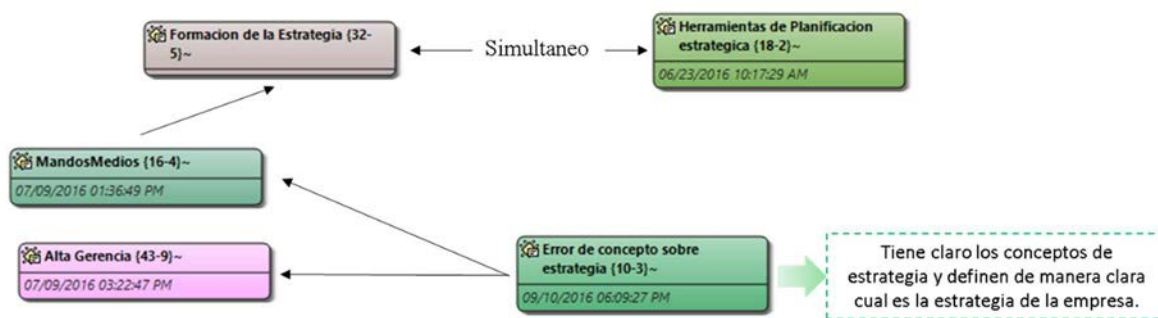 Formacion de la Estrategia {32-
5}~
Simultaneo
Herramientas de Planificacion
estrategica {18-2}~
06/23/2016 10:17:29 AM
MandosMedios {16-4}~
07/09/2016 01:36:49 PM
Alta Gerencia {43-9}~
07/09/2016 03:22:47 PM
Error de concepto sobre
estrategia {10-3}~
09/10/2016 06:09:27 PM
Tiene claro los conceptos de
estrategia y definen de manera clara
cual es la estrategia de la empresa.